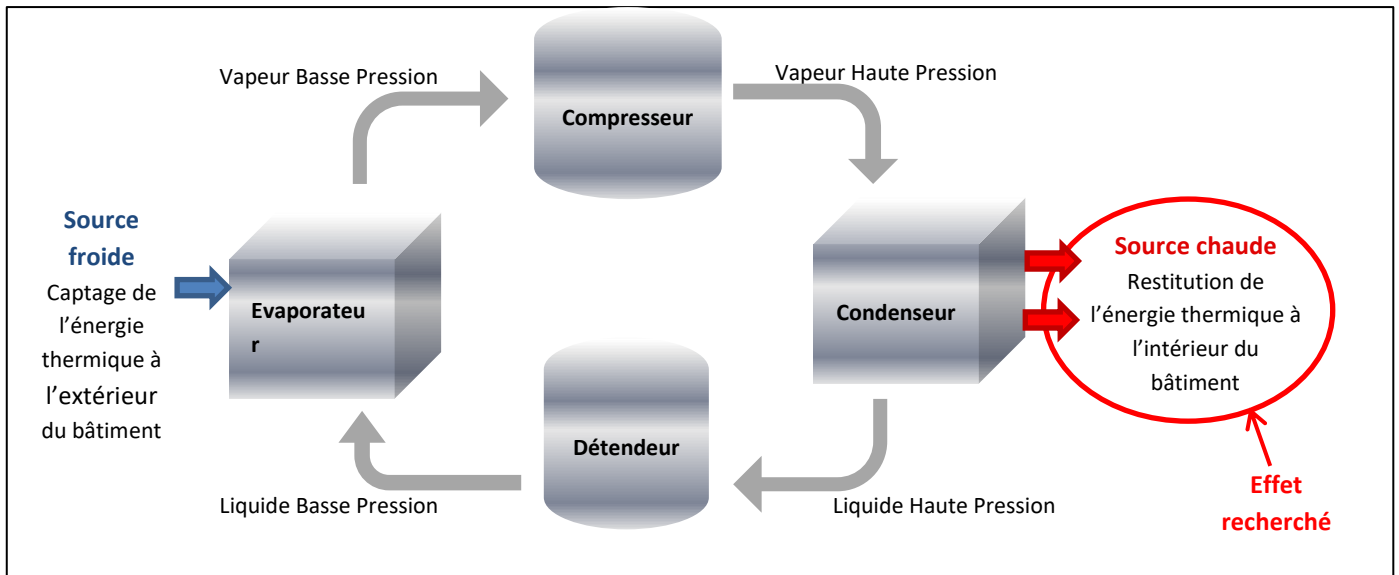 Vapeur Basse Pression
Vapeur Haute Pression
Compresseur
Source
froide
Captage de
l’énergie
thermique à
l’extérieur
du bâtiment
Evaporateu
r
Condenseur
Source chaude
Restitution de
l’énergie thermique à
l’intérieur du
bâtiment
Détendeur
Liquide Basse Pression
Liquide Haute Pression
Effet
recherché